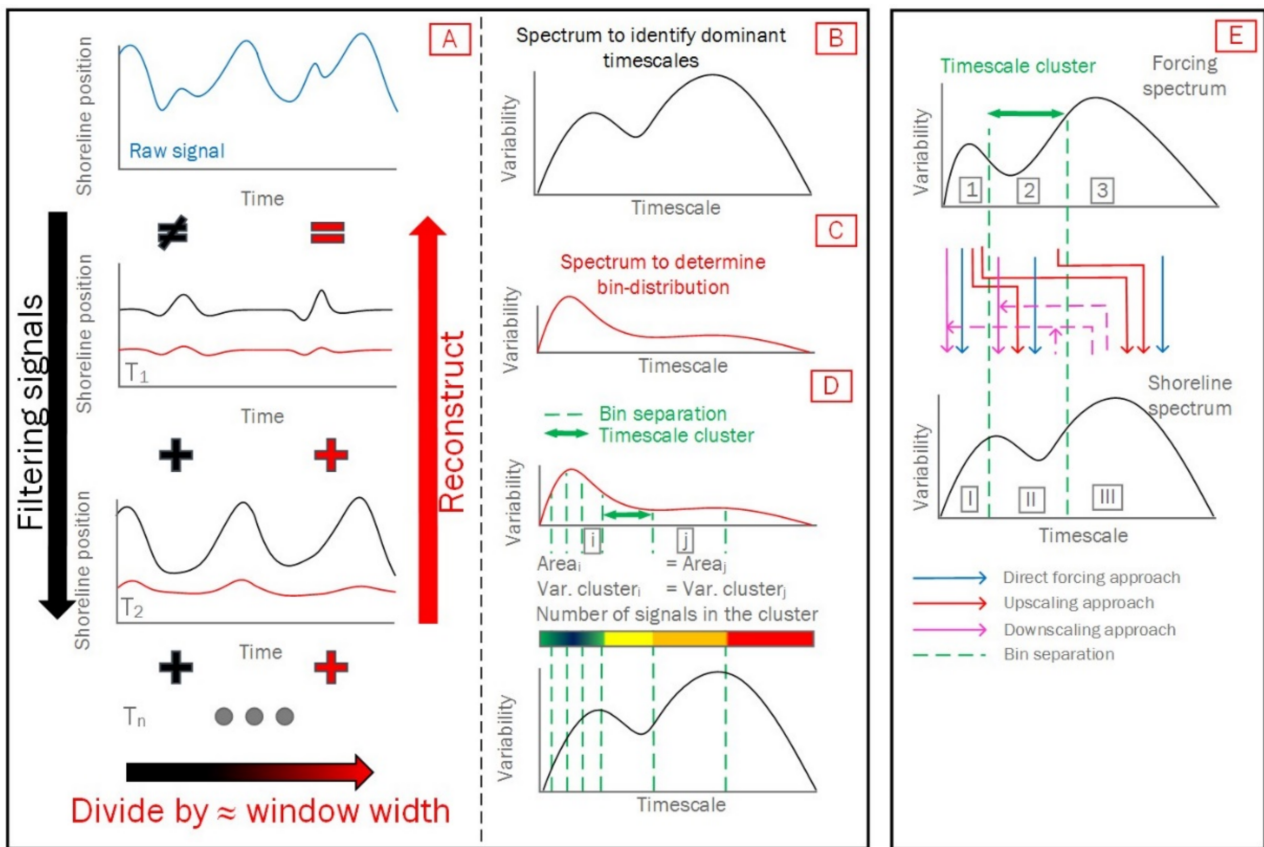 A
Shoreline position
Raw signal
Time
≠
=
Filtering signals
Reconstruct
Shoreline position
T1
Time
+
+
Shoreline position
T2
Time
+
+
Tn
Divide by ≈ window width
B
Spectrum to identify dominant
timescales
Variability
Timescale
C
Spectrum to determine
bin-distribution
Variability
Timescale
D
Bin separation
Timescale cluster
Variability
i
j
Timescale
Areai = Areaj
Var. clusteri = Var. clusterj
Number of signals in the cluster
Variability
Timescale
E
Timescale cluster
Forcing
spectrum
Variability
1
2
3
Timescale
Shoreline
spectrum
Variability
I
II
III
Timescale
Direct forcing approach
Upscaling approach
Downscaling approach
Bin separation